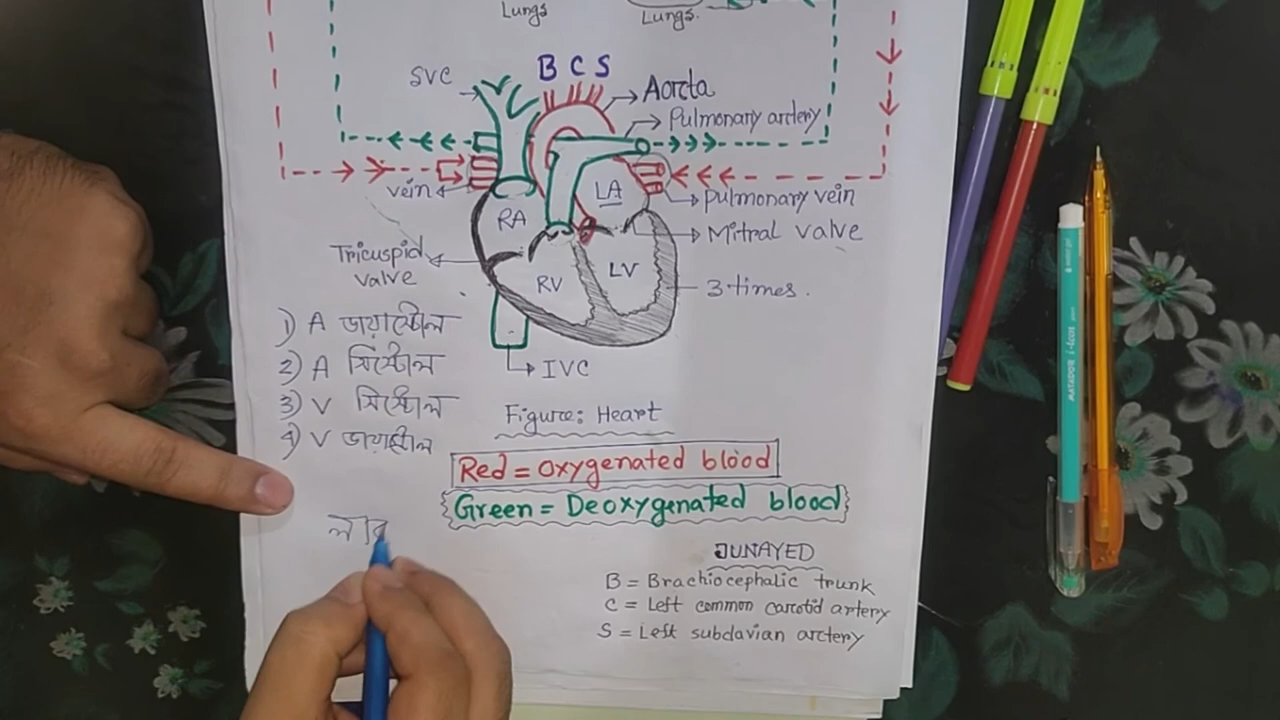 Lungs
Lungs.
SVC
B C S
Aorta
Pulmonary artery
vein
pulmonary vein
RA
LA
Mitral valve
Tricuspid
valve
RV
LV
3 times.
1) A ডায়াস্টোল
2) A সিস্টোল
3) V সিস্টোল
4) V ডায়াস্টোল
IVC
Figure: Heart
Red = Oxygenated blood
Green = Deoxygenated blood
লাব
JUNAYED
B = Brachiocephalic trunk
C = Left common carotid artery
S = Left subclavian artery
MATADOR i-teen